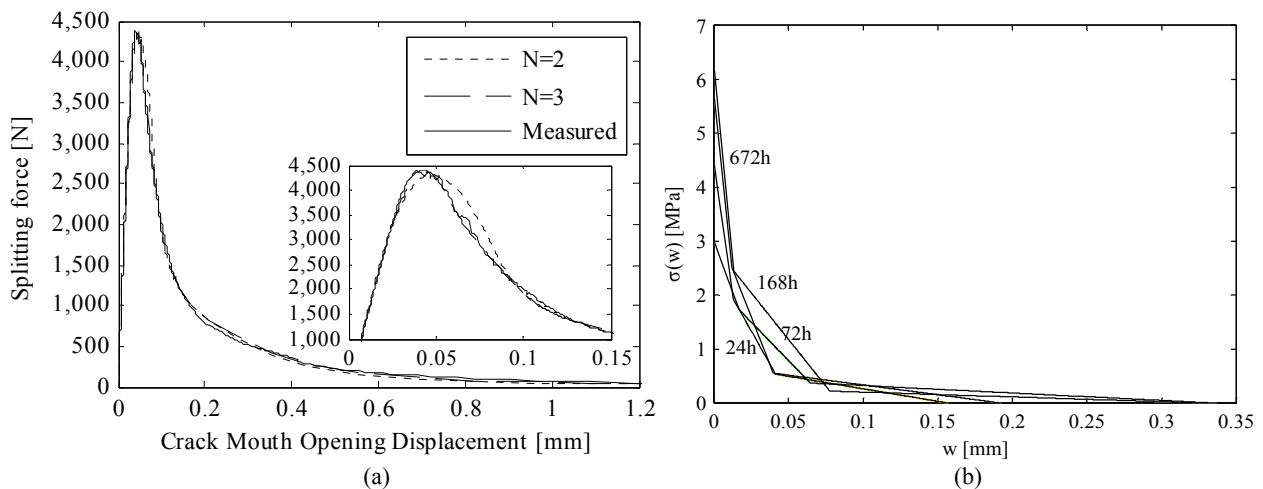 4,500
4,000
3,500
3,000
2,500
2,000
1,500
1,000
500
0
Splitting force [N]
0 0.2 0.4 0.6 0.8 1 1.2
Crack Mouth Opening Displacement [mm]
(a)
N=2
N=3
Measured
4,500
4,000
3,500
3,000
2,500
2,000
1,500
1,000
0 0.05 0.1 0.15
7
6
5
4
3
2
1
0
σ(w) [MPa]
672h
168h
72h
24h
0 0.05 0.1 0.15 0.2 0.25 0.3 0.35
w [mm]
(b)